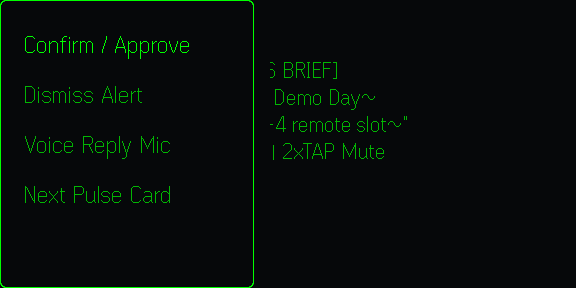 Confirm / Approve
Dismiss Alert
Voice Reply Mic
Next Pulse Card
BRIEF]
Demo Day~
4 remote slot~"
2xTAP Mute